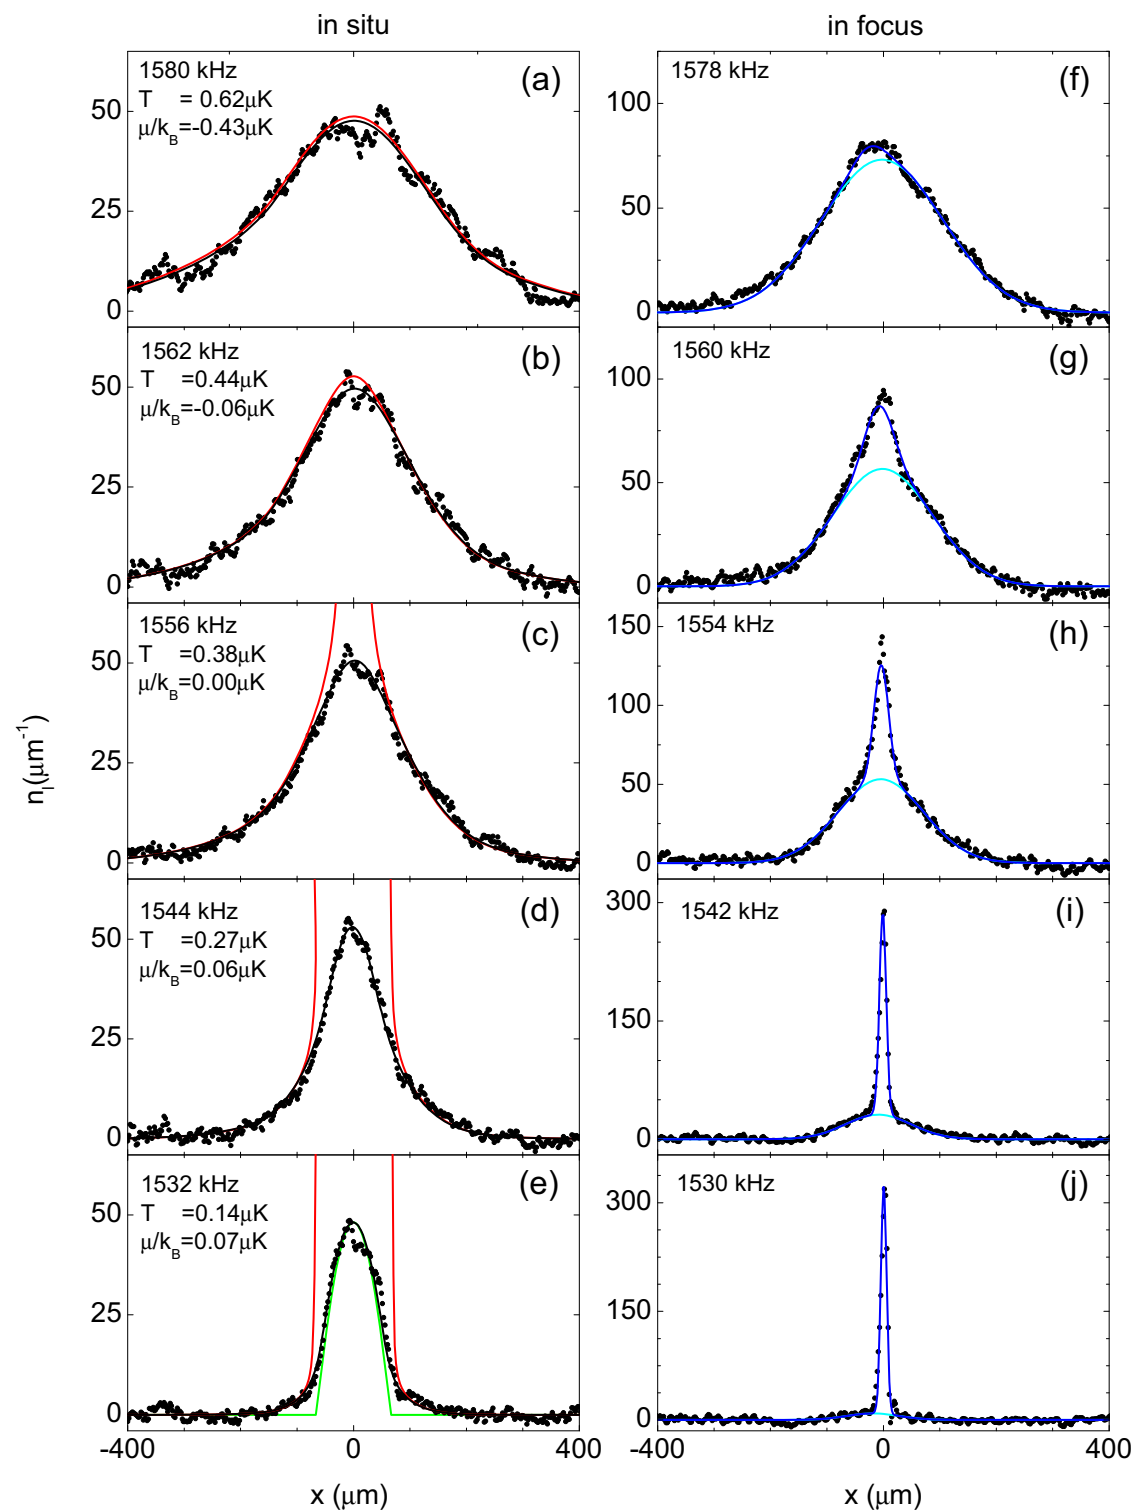 in situ
in focus
1580 kHz
T = 0.62μK
μ/k_B=-0.43μK
(a)
50
25
0
1578 kHz
(f)
100
50
0
1562 kHz
T =0.44μK
μ/k_B=-0.06μK
(b)
50
25
0
1560 kHz
(g)
100
50
0
1556 kHz
T =0.38μK
μ/k_B=0.00μK
(c)
50
25
0
1554 kHz
(h)
150
100
50
0
n_l(μm⁻¹)
1544 kHz
T =0.27μK
μ/k_B=0.06μK
(d)
50
25
0
1542 kHz
(i)
300
150
0
1532 kHz
T =0.14μK
μ/k_B=0.07μK
(e)
50
25
0
1530 kHz
(j)
300
150
0
-400 0 400
-400 0 400
x (μm)
x (μm)